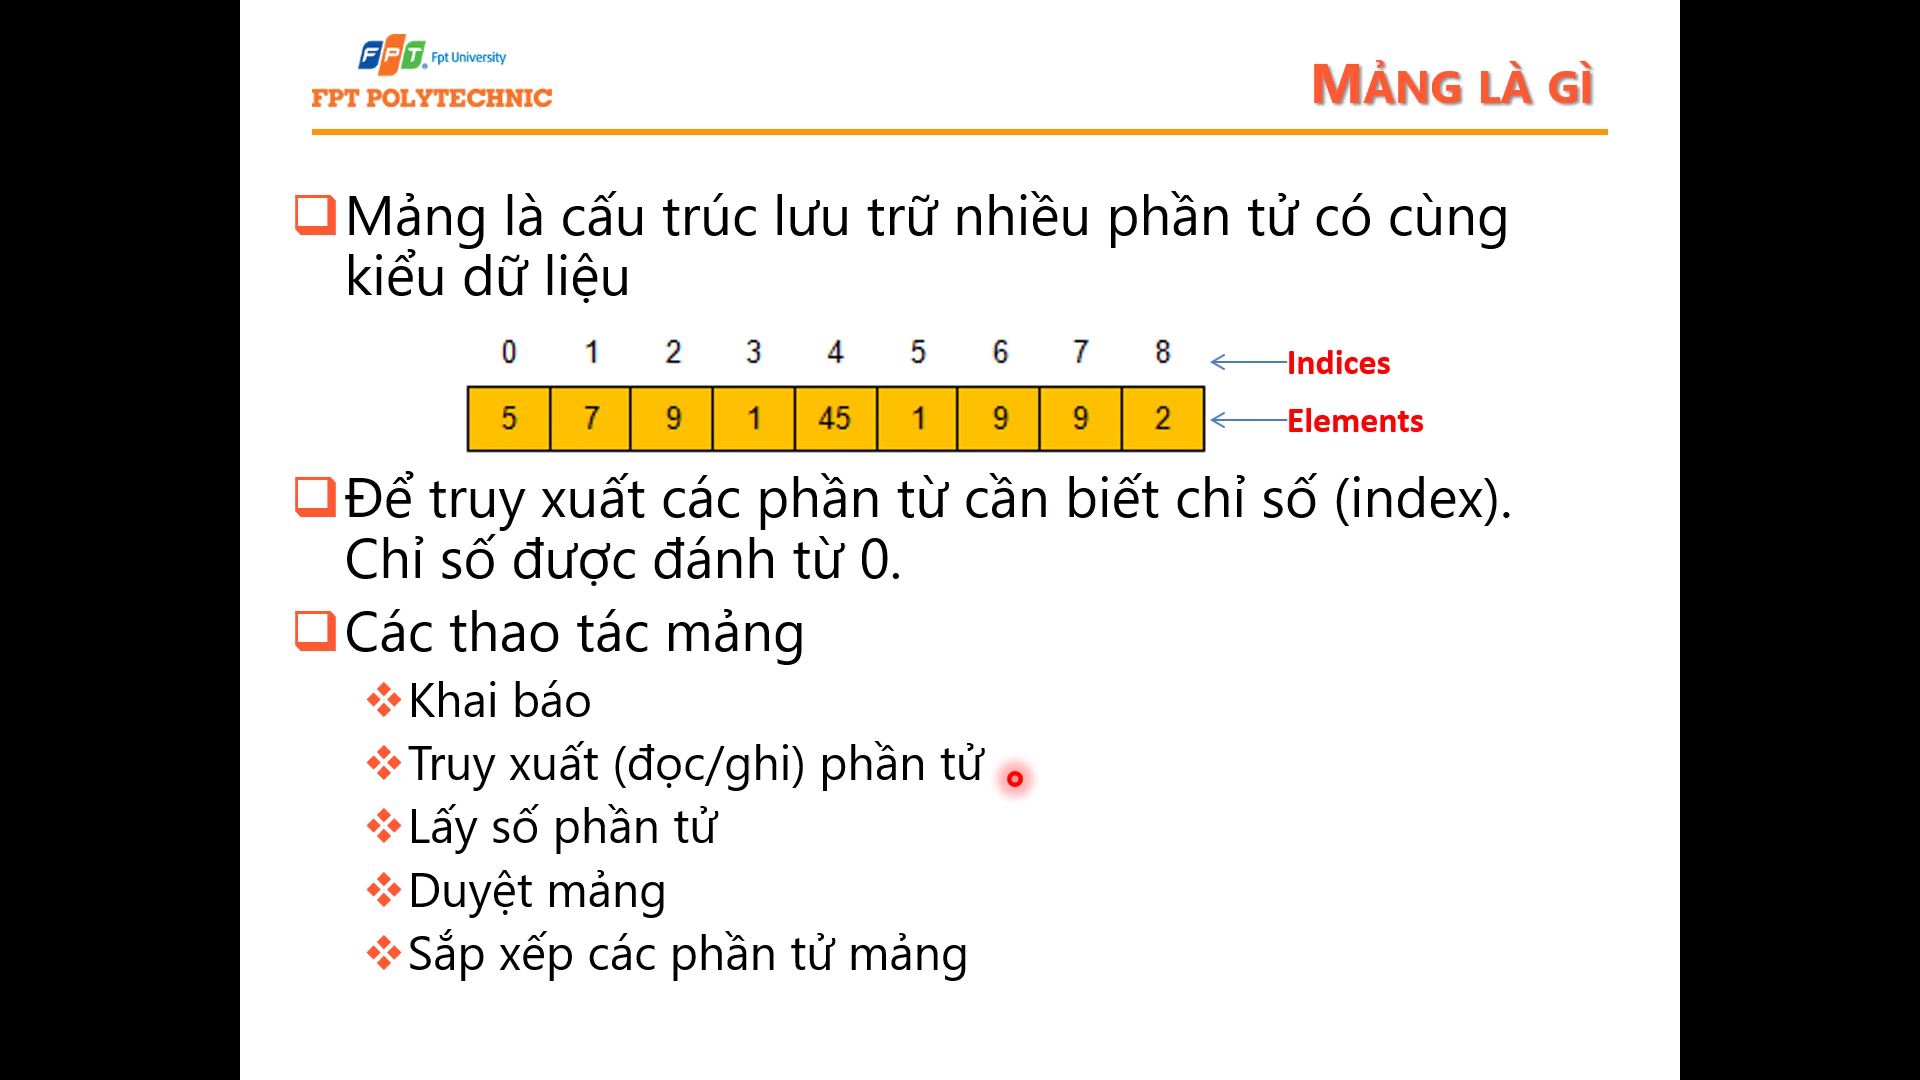 FPT Fpt University
FPT POLYTECHNIC
MẢNG LÀ GÌ
Mảng là cấu trúc lưu trữ nhiều phần tử có cùng
kiểu dữ liệu
0 1 2 3 4 5 6 7 8 Indices
5 7 9 1 45 1 9 9 2 Elements
Để truy xuất các phần từ cần biết chỉ số (index).
Chỉ số được đánh từ 0.
Các thao tác mảng
Khai báo
Truy xuất (đọc/ghi) phần tử
Lấy số phần tử
Duyệt mảng
Sắp xếp các phần tử mảng